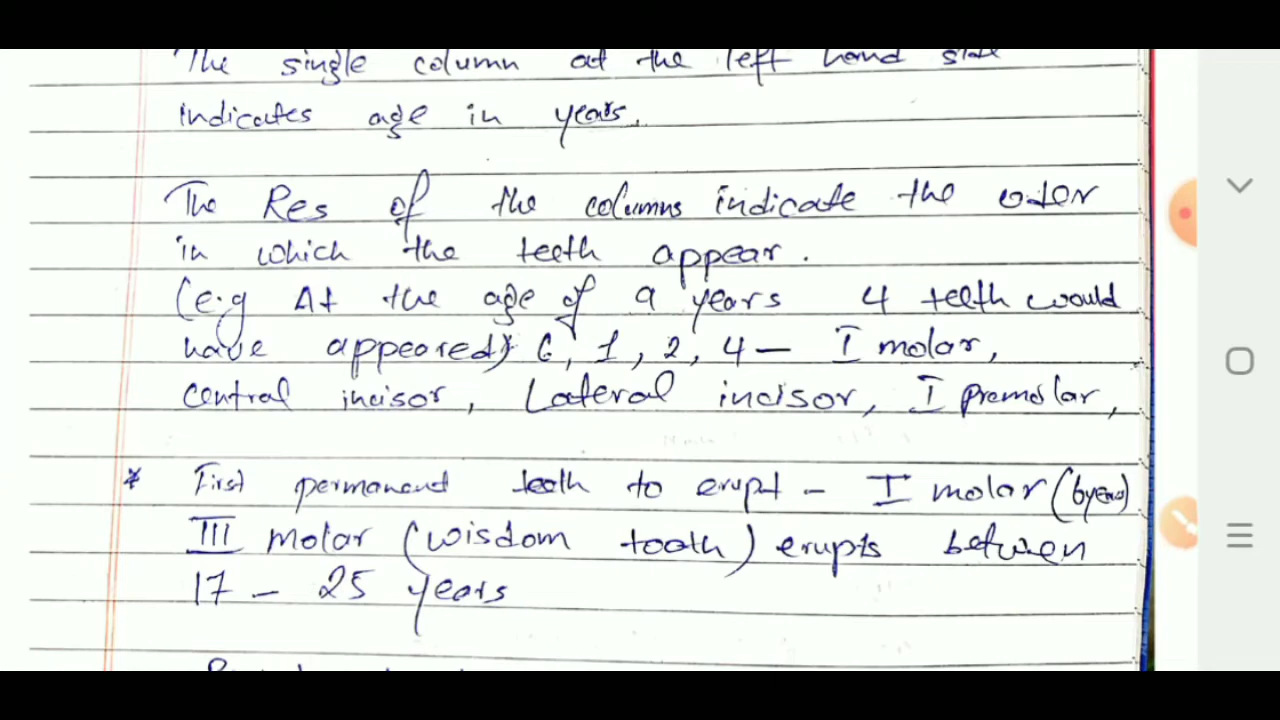 The single column at the left hand side
indicates age in years.
The Res of the columns indicate the order
in which the teeth appear.
(e.g At the age of 9 years 4 teeth would
have appeared) 6, 1, 2, 4 — I molar,
central incisor, Lateral incisor, I premolar,
* First permanent teeth to erupt - I molar (6 years)
III molar (wisdom tooth) erupts between
17 - 25 years